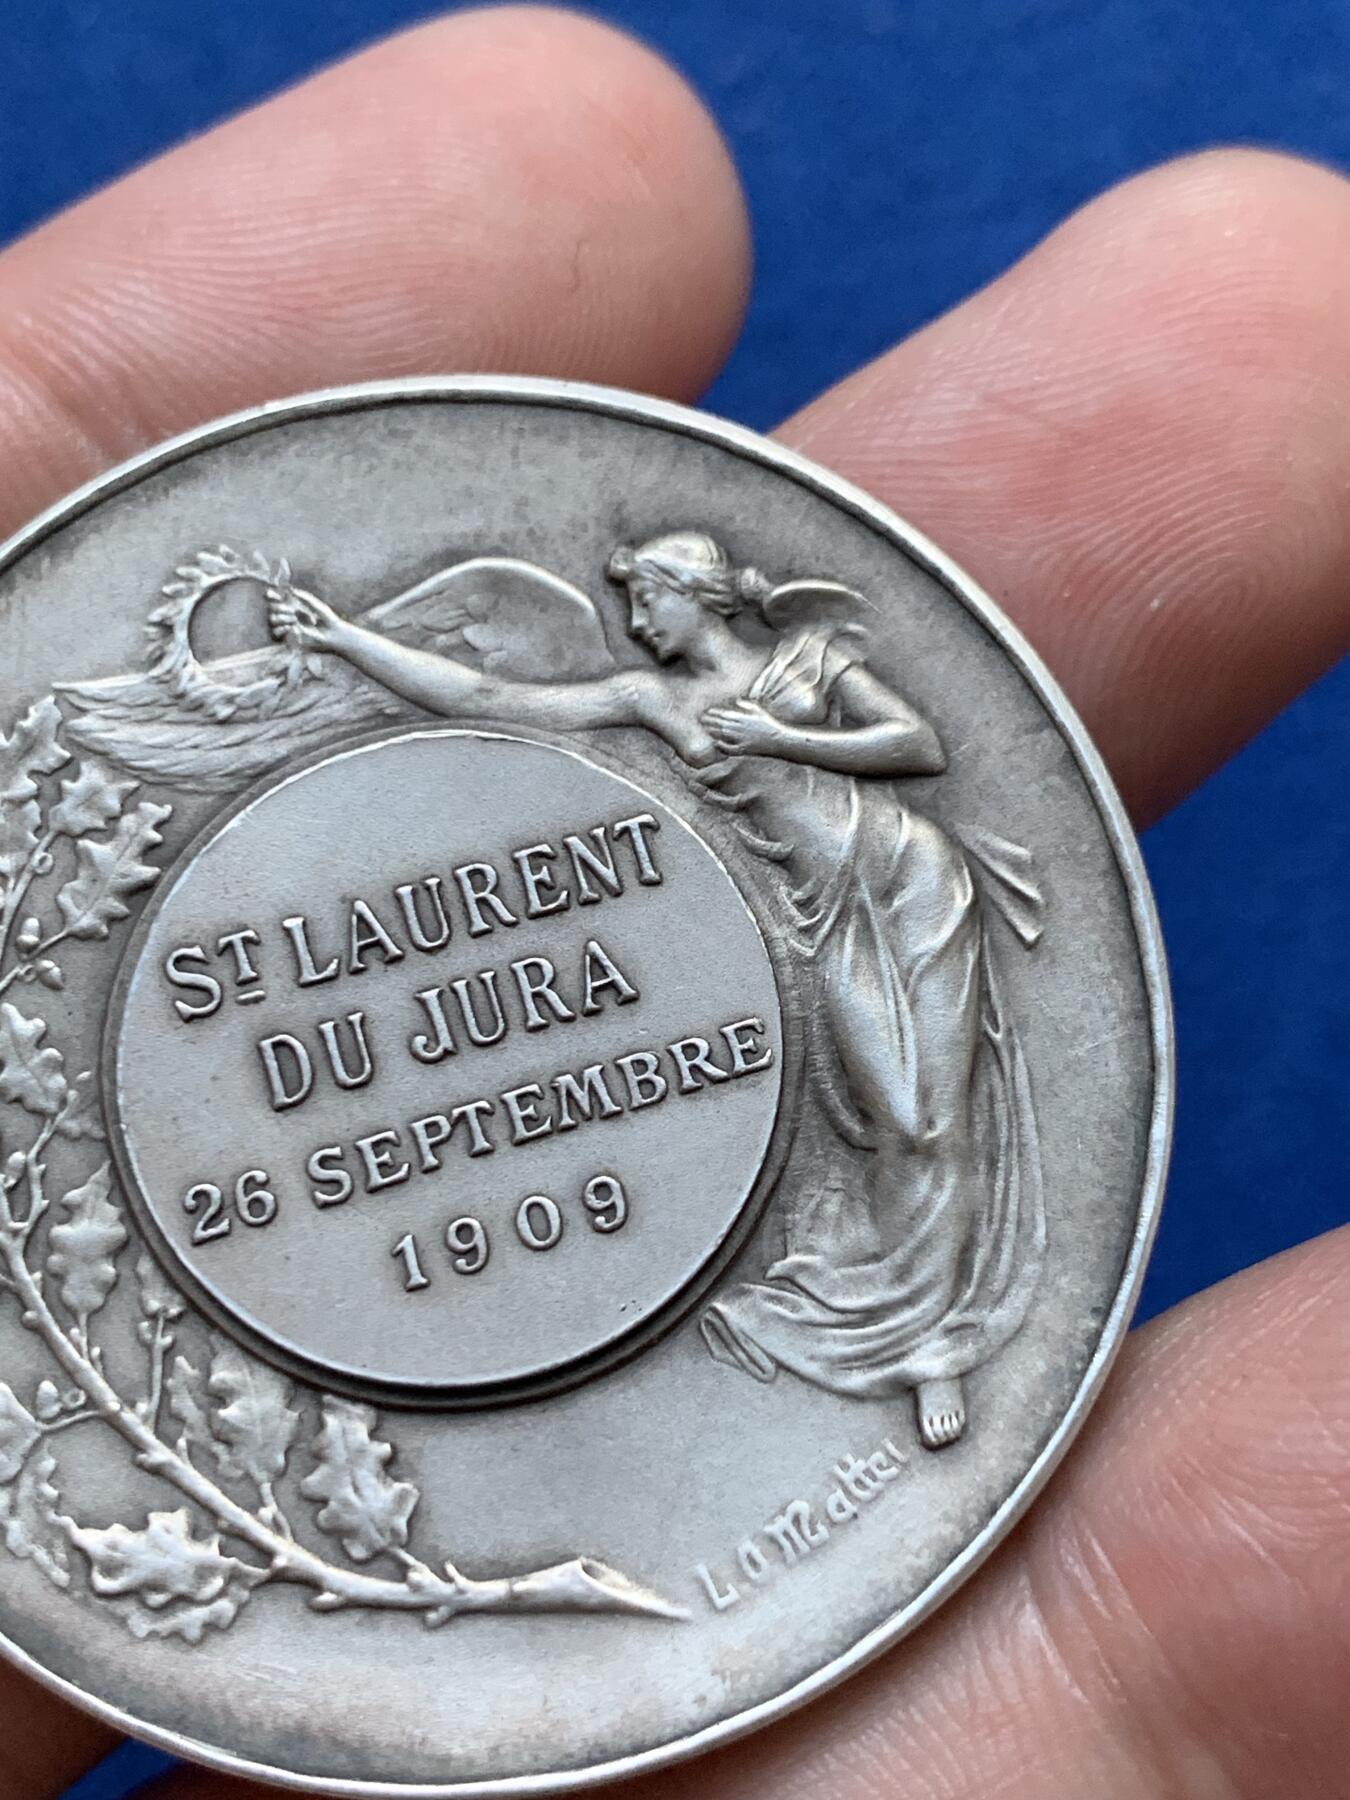 ST LAURENT
DU JURA
26 SEPTEMBRE
1909
L.O Mattei